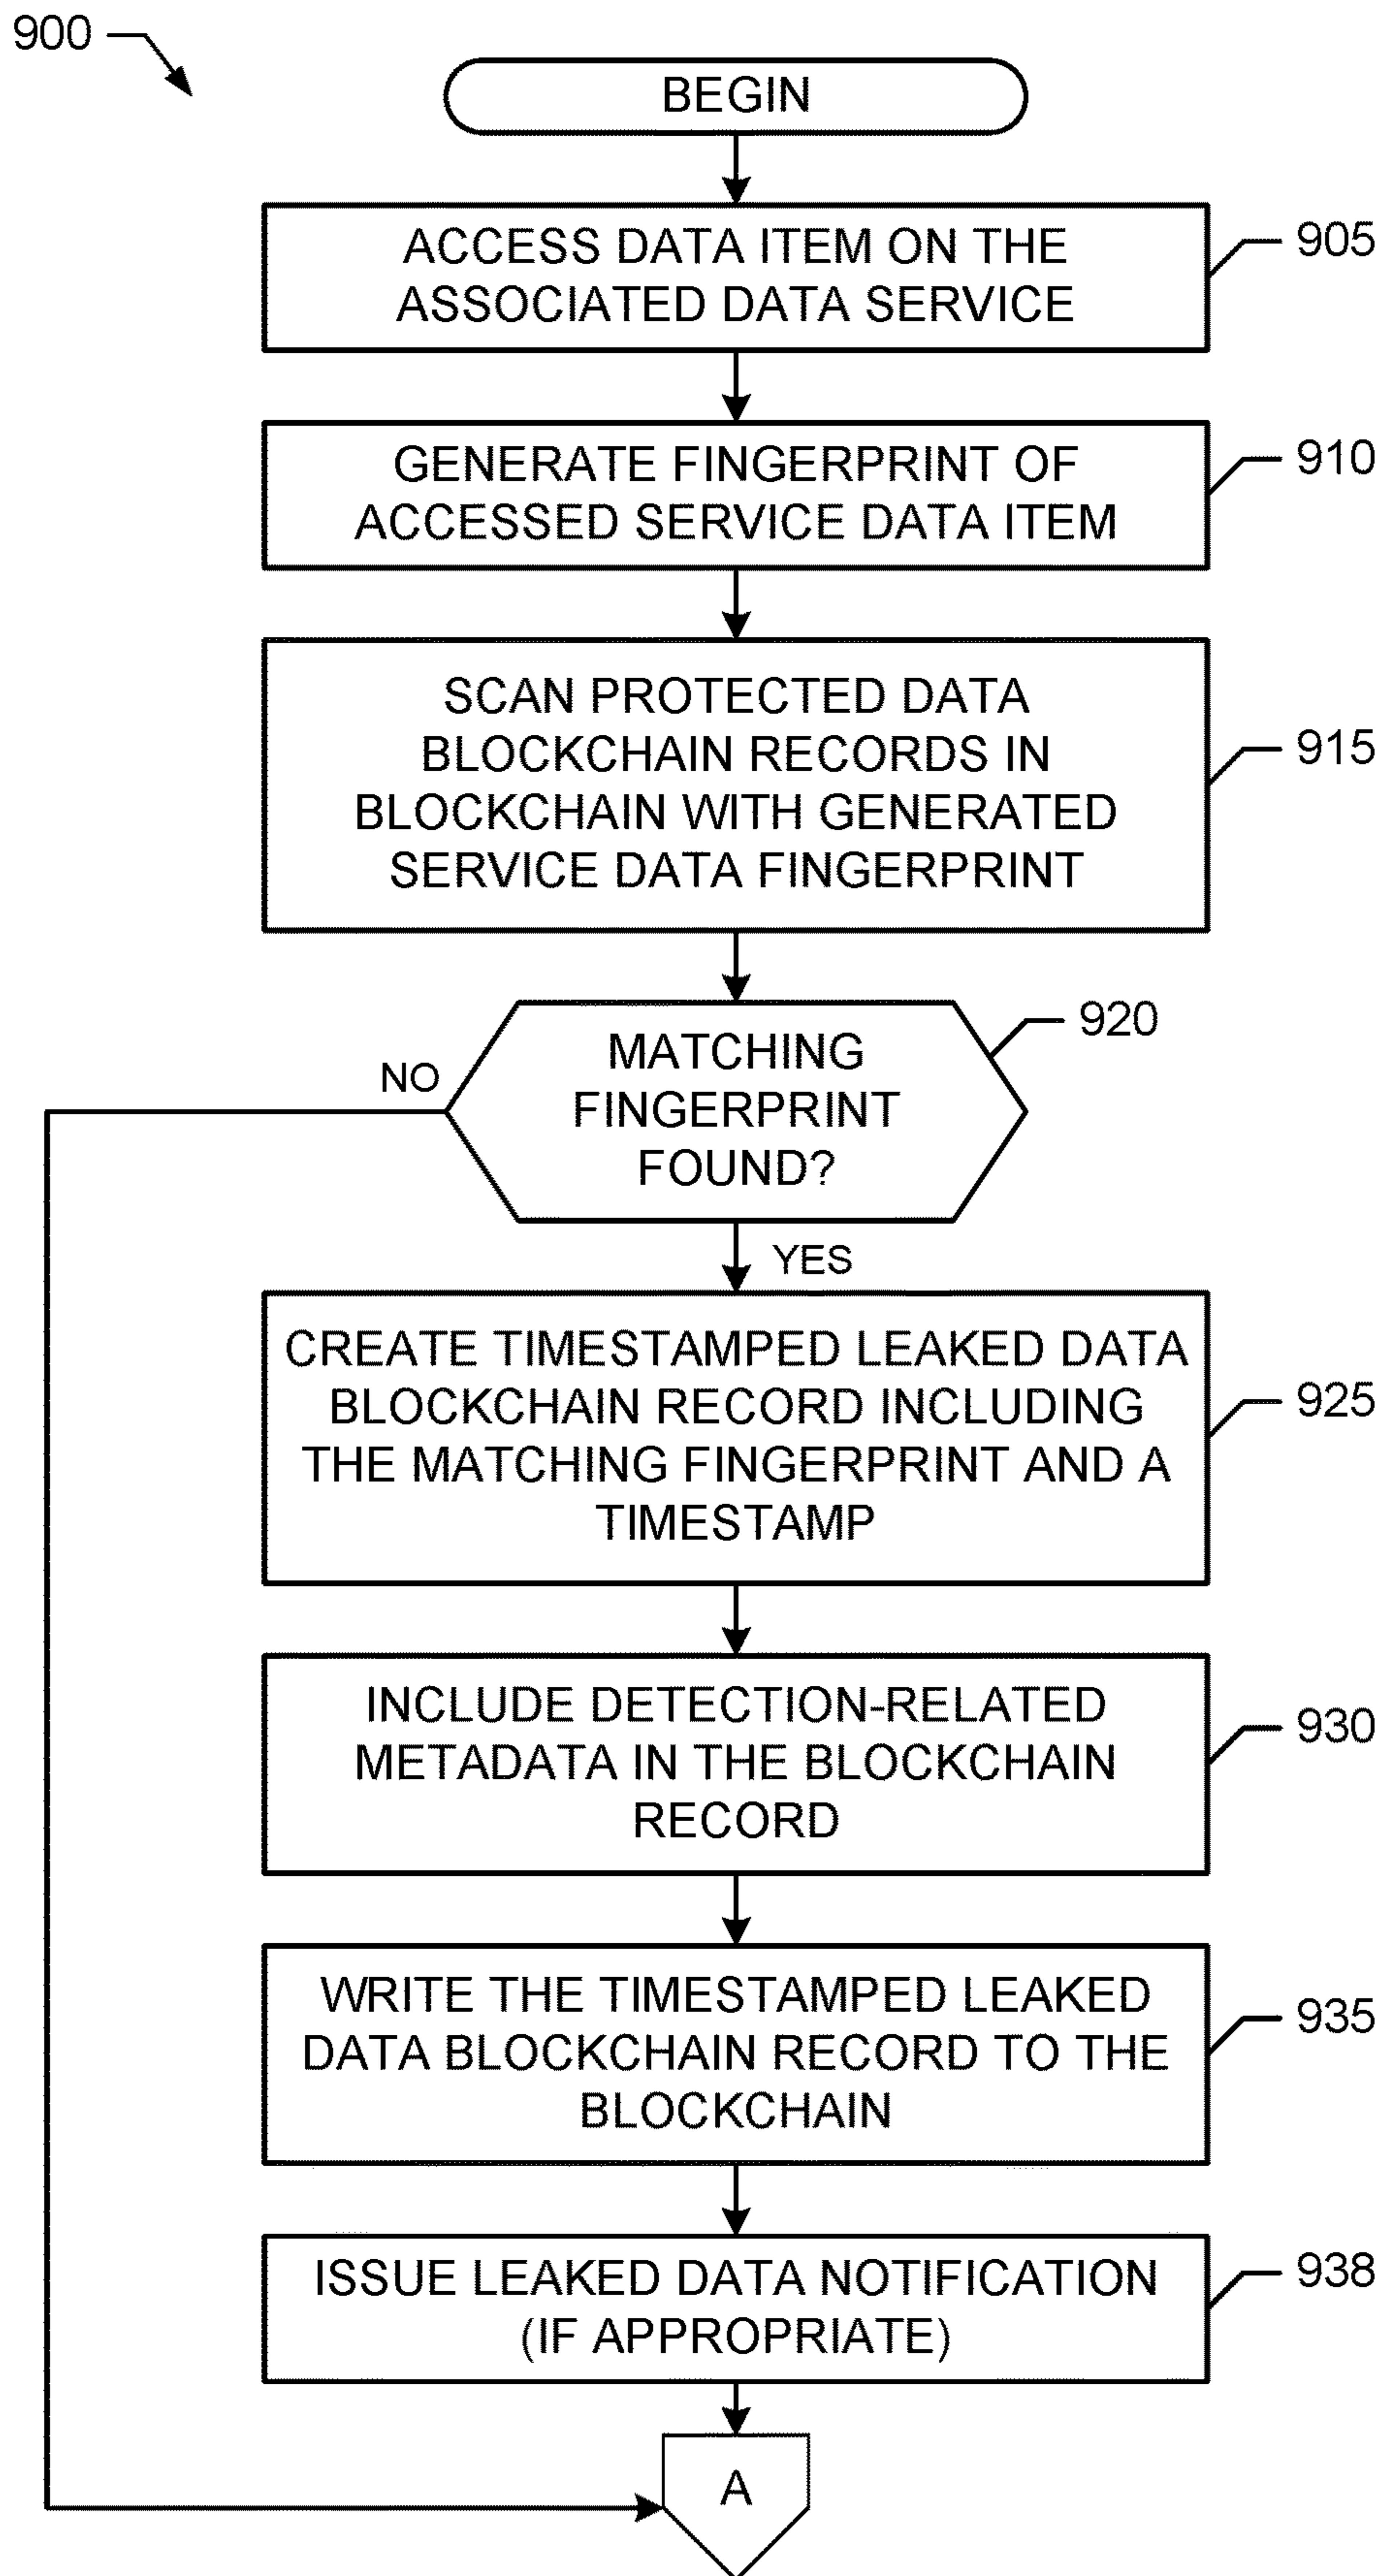 900
BEGIN
ACCESS DATA ITEM ON THE
ASSOCIATED DATA SERVICE
905
GENERATE FINGERPRINT OF
ACCESSED SERVICE DATA ITEM
910
SCAN PROTECTED DATA
BLOCKCHAIN RECORDS IN
BLOCKCHAIN WITH GENERATED
SERVICE DATA FINGERPRINT
915
MATCHING
FINGERPRINT
FOUND?
920
NO
YES
CREATE TIMESTAMPED LEAKED DATA
BLOCKCHAIN RECORD INCLUDING
THE MATCHING FINGERPRINT AND A
TIMESTAMP
925
INCLUDE DETECTION-RELATED
METADATA IN THE BLOCKCHAIN
RECORD
930
WRITE THE TIMESTAMPED LEAKED
DATA BLOCKCHAIN RECORD TO THE
BLOCKCHAIN
935
ISSUE LEAKED DATA NOTIFICATION
(IF APPROPRIATE)
938
A